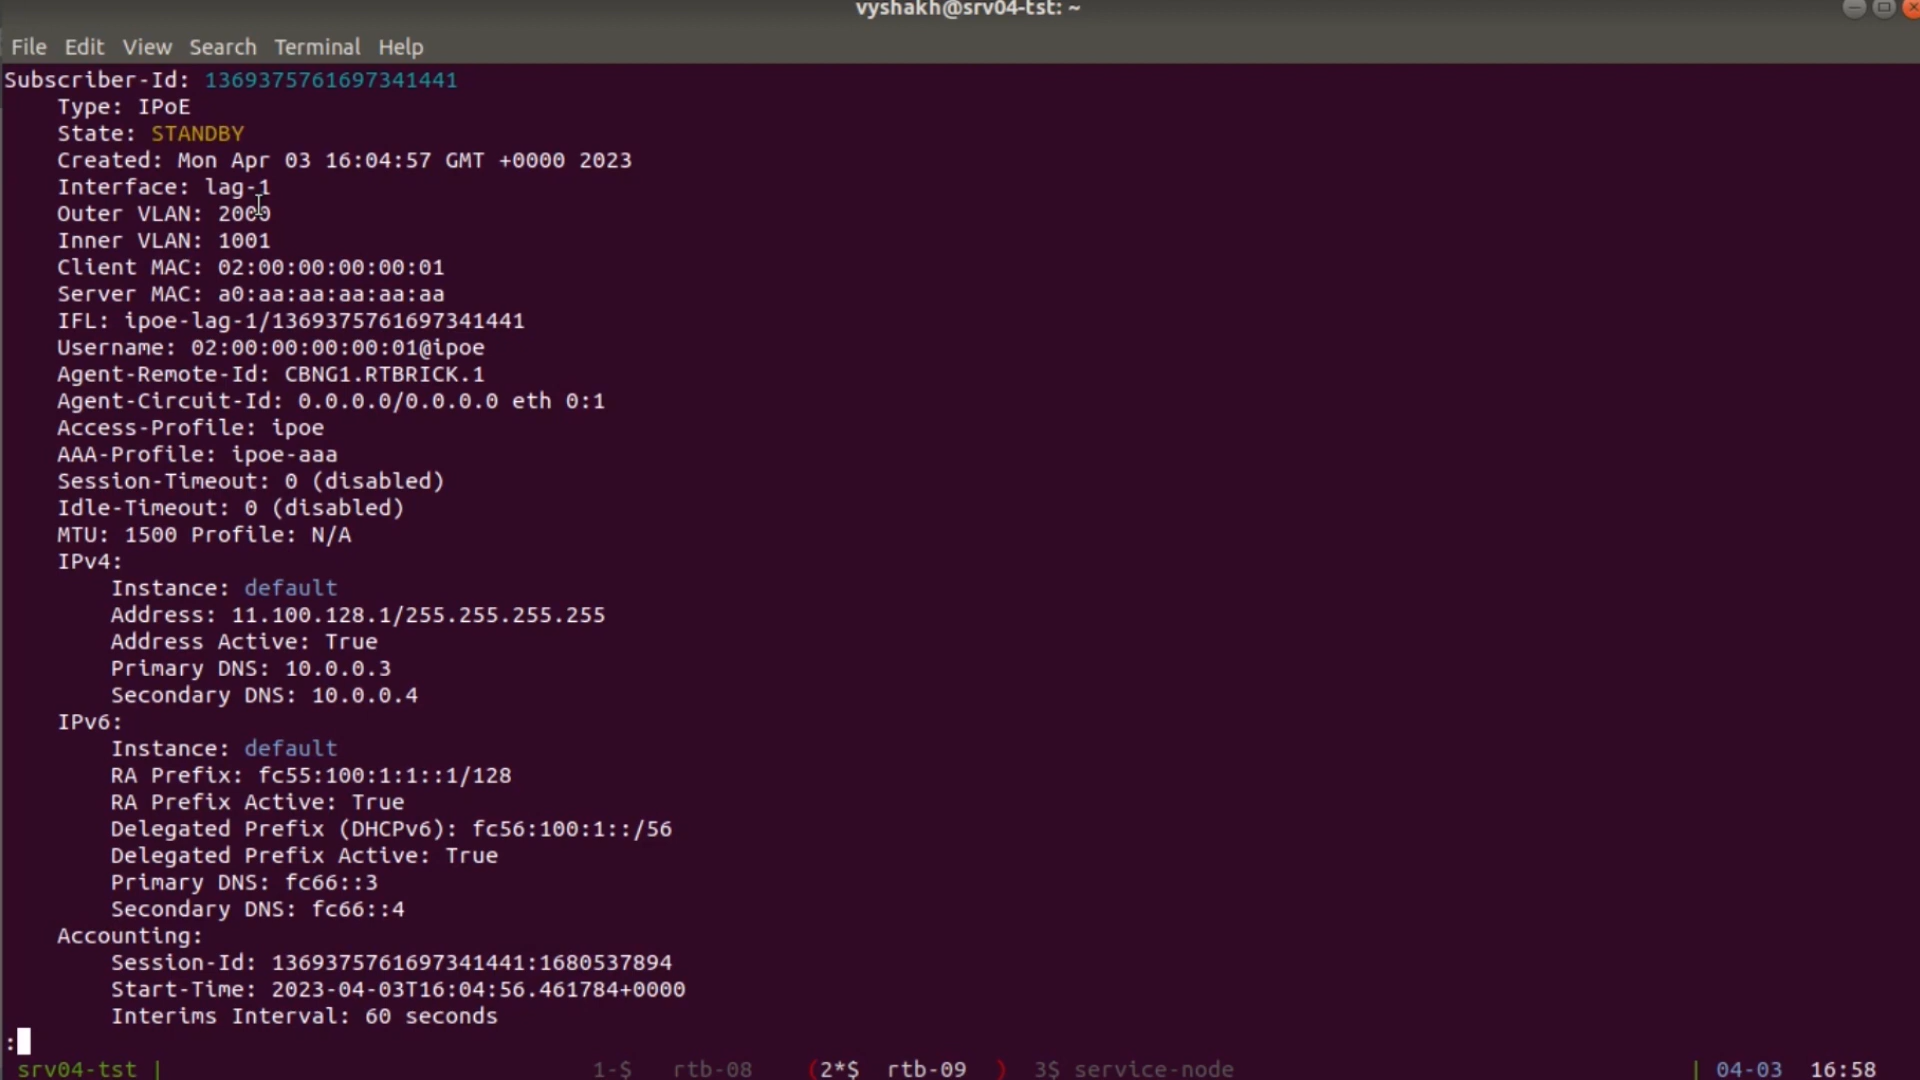 vyshakh@srv04-tst: ~
File Edit View Search Terminal Help
Subscriber-Id: 1369375761697341441
Type: IPoE
State: STANDBY
Created: Mon Apr 03 16:04:57 GMT +0000 2023
Interface: lag-1
Outer VLAN: 2000
Inner VLAN: 1001
Client MAC: 02:00:00:00:00:01
Server MAC: a0:aa:aa:aa:aa:aa
IFL: ipoe-lag-1/1369375761697341441
Username: 02:00:00:00:00:01@ipoe
Agent-Remote-Id: CBNG1.RTBRICK.1
Agent-Circuit-Id: 0.0.0.0/0.0.0.0 eth 0:1
Access-Profile: ipoe
AAA-Profile: ipoe-aaa
Session-Timeout: 0 (disabled)
Idle-Timeout: 0 (disabled)
MTU: 1500 Profile: N/A
IPv4:
Instance: default
Address: 11.100.128.1/255.255.255.255
Address Active: True
Primary DNS: 10.0.0.3
Secondary DNS: 10.0.0.4
IPv6:
Instance: default
RA Prefix: fc55:100:1:1::1/128
RA Prefix Active: True
Delegated Prefix (DHCPv6): fc56:100:1::/56
Delegated Prefix Active: True
Primary DNS: fc66::3
Secondary DNS: fc66::4
Accounting:
Session-Id: 1369375761697341441:1680537894
Start-Time: 2023-04-03T16:04:56.461784+0000
Interims Interval: 60 seconds
:
srv04-tst | 1-$ rtb-08 (2*$ rtb-09 ) 3$ service-node | 04-03 16:58